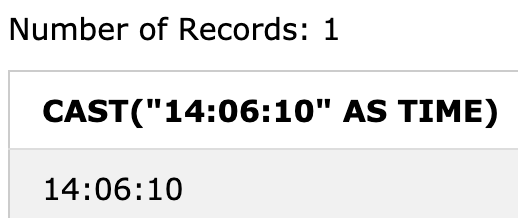 Number of Records: 1
CAST("14:06:10" AS TIME)
14:06:10